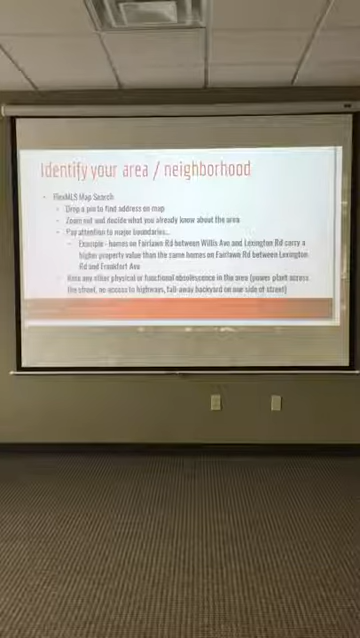 Identify your area / neighborhood
- FlexMLS Map Search
- Drop a pin to find address on map
- Zoom out and decide what you already know about the area
- Pay attention to major boundaries...
- Example - homes on Fairlawn Rd between Willis Ave and Lexington Rd carry a
higher property value than the same homes on Fairlawn Rd between Lexington
Rd and Frankfort Ave
any other physical or functional obsolescence in the area (power plant across
the street, no access to highways, fall-away backyard on our side of street)